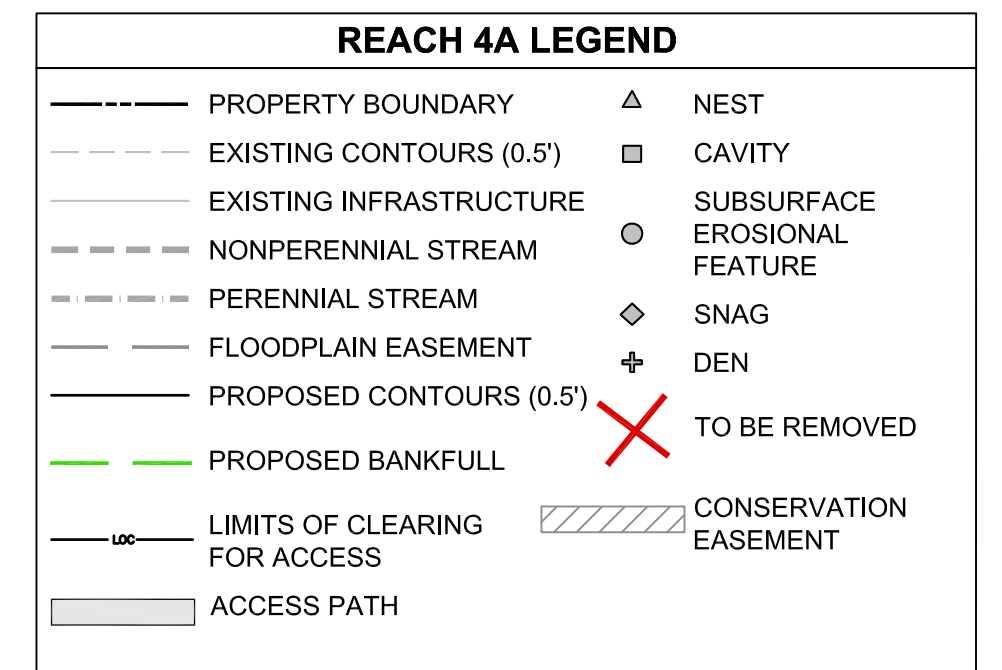 REACH 4A LEGEND
PROPERTY BOUNDARY
EXISTING CONTOURS (0.5')
EXISTING INFRASTRUCTURE
NONPERENNIAL STREAM
PERENNIAL STREAM
FLOODPLAIN EASEMENT
PROPOSED CONTOURS (0.5')
PROPOSED BANKFULL
LOC
LIMITS OF CLEARING
FOR ACCESS
ACCESS PATH
NEST
CAVITY
SUBSURFACE
EROSIONAL
FEATURE
SNAG
DEN
TO BE REMOVED
CONSERVATION
EASEMENT